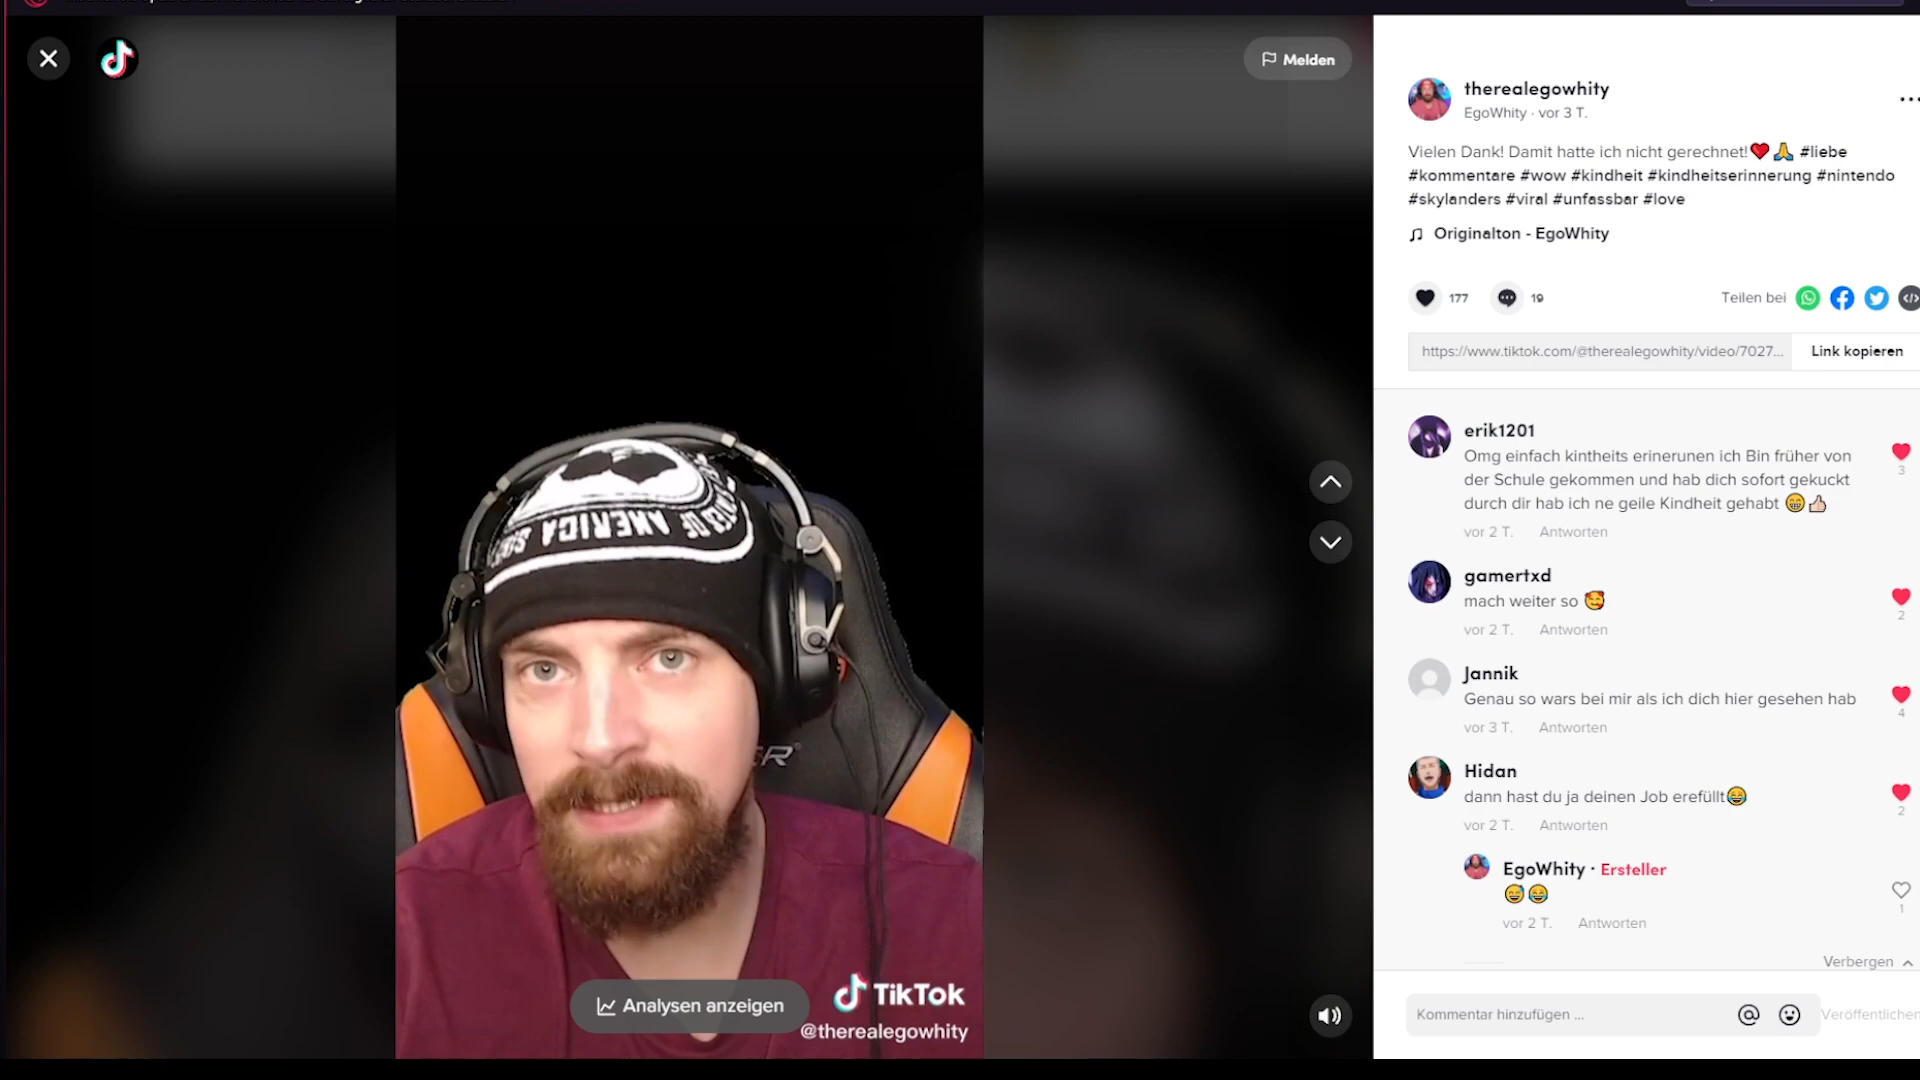 Melden
therealegowhity
EgoWhity · vor 3 T.
Vielen Dank! Damit hatte ich nicht gerechnet!❤️🙏 #liebe
#kommentare #wow #kindheit #kindheitserinnerung #nintendo
#skylanders #viral #unfassbar #love
Originalton - EgoWhity
177
19
Teilen bei
https://www.tiktok.com/@therealegowhity/video/7027...
Link kopieren
erik1201
Omg einfach kintheits erinerunen ich Bin früher von
der Schule gekommen und hab dich sofort gekuckt
durch dir hab ich ne geile Kindheit gehabt 😁👍🏻
3
vor 2 T. Antworten
gamertxd
mach weiter so 🥰
2
vor 2 T. Antworten
Jannik
Genau so wars bei mir als ich dich hier gesehen hab
4
vor 3 T. Antworten
Hidan
dann hast du ja deinen Job erefüllt😂
2
vor 2 T. Antworten
EgoWhity · Ersteller
😅😂
1
vor 2 T. Antworten
Verbergen
Kommentar hinzufügen ...
Veröffentlichen
OF AMERICA
Analysen anzeigen
TikTok
@therealegowhity